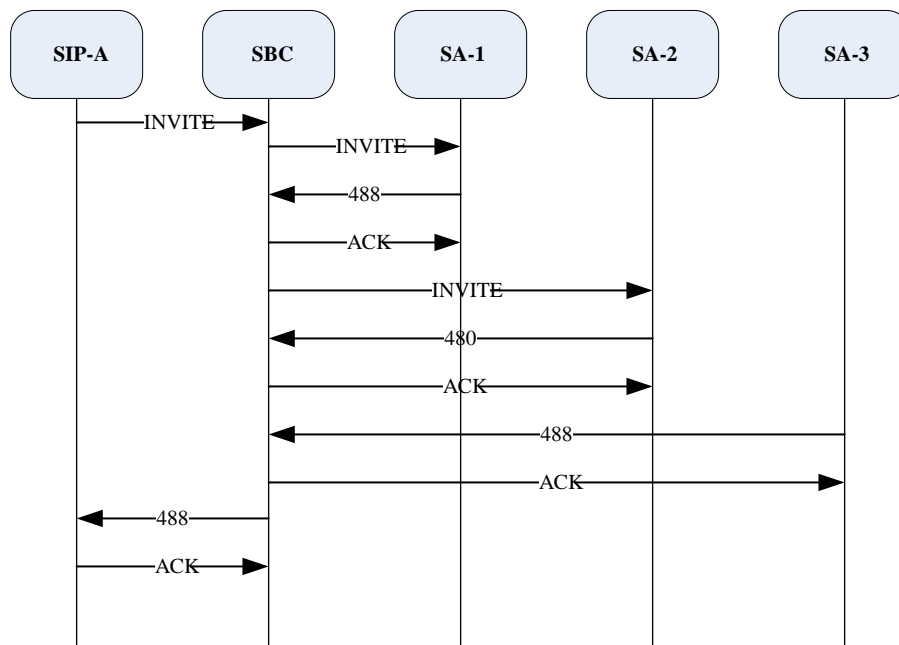 SIP-A SBC SA-1 SA-2 SA-3
INVITE
INVITE
488
ACK
INVITE
480
ACK
488
ACK
488
ACK